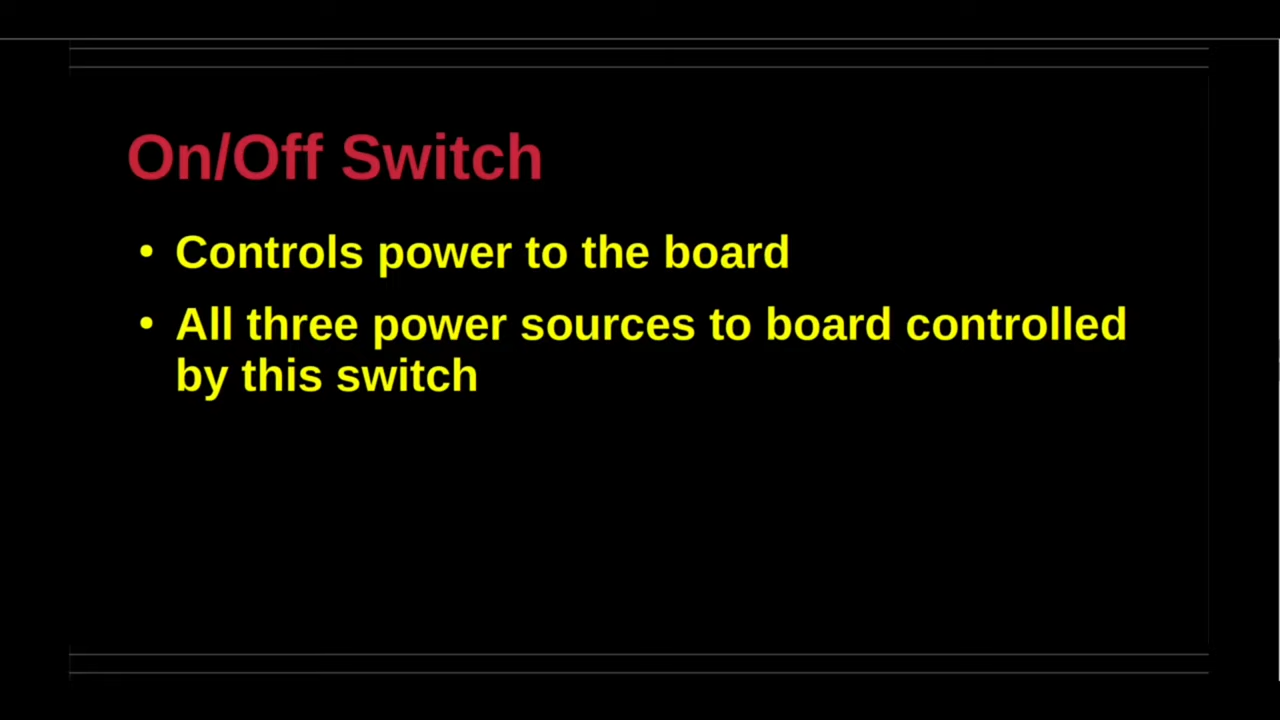 On/Off Switch
• Controls power to the board
• All three power sources to board controlled
by this switch